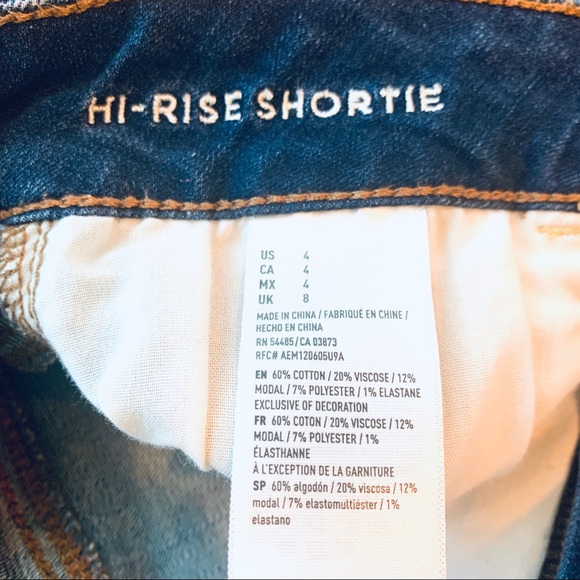 HI-RISE SHORTIE
US 4
CA 4
MX 4
UK 8
MADE IN CHINA / FABRIQUÉ EN CHINE /
HECHO EN CHINA
RN 54485/CA 03873
RFC# AEM120605U9A
EN 60% COTTON / 20% VISCOSE / 12%
MODAL / 7% POLYESTER / 1% ELASTANE
EXCLUSIVE OF DECORATION
FR 60% COTON / 20% VISCOSE / 12%
MODAL / 7% POLYESTER / 1%
ÉLASTHANNE
À L'EXCEPTION DE LA GARNITURE
SP 60% algodón / 20% viscosa / 12%
modal / 7% elastomultiéster / 1%
elastano